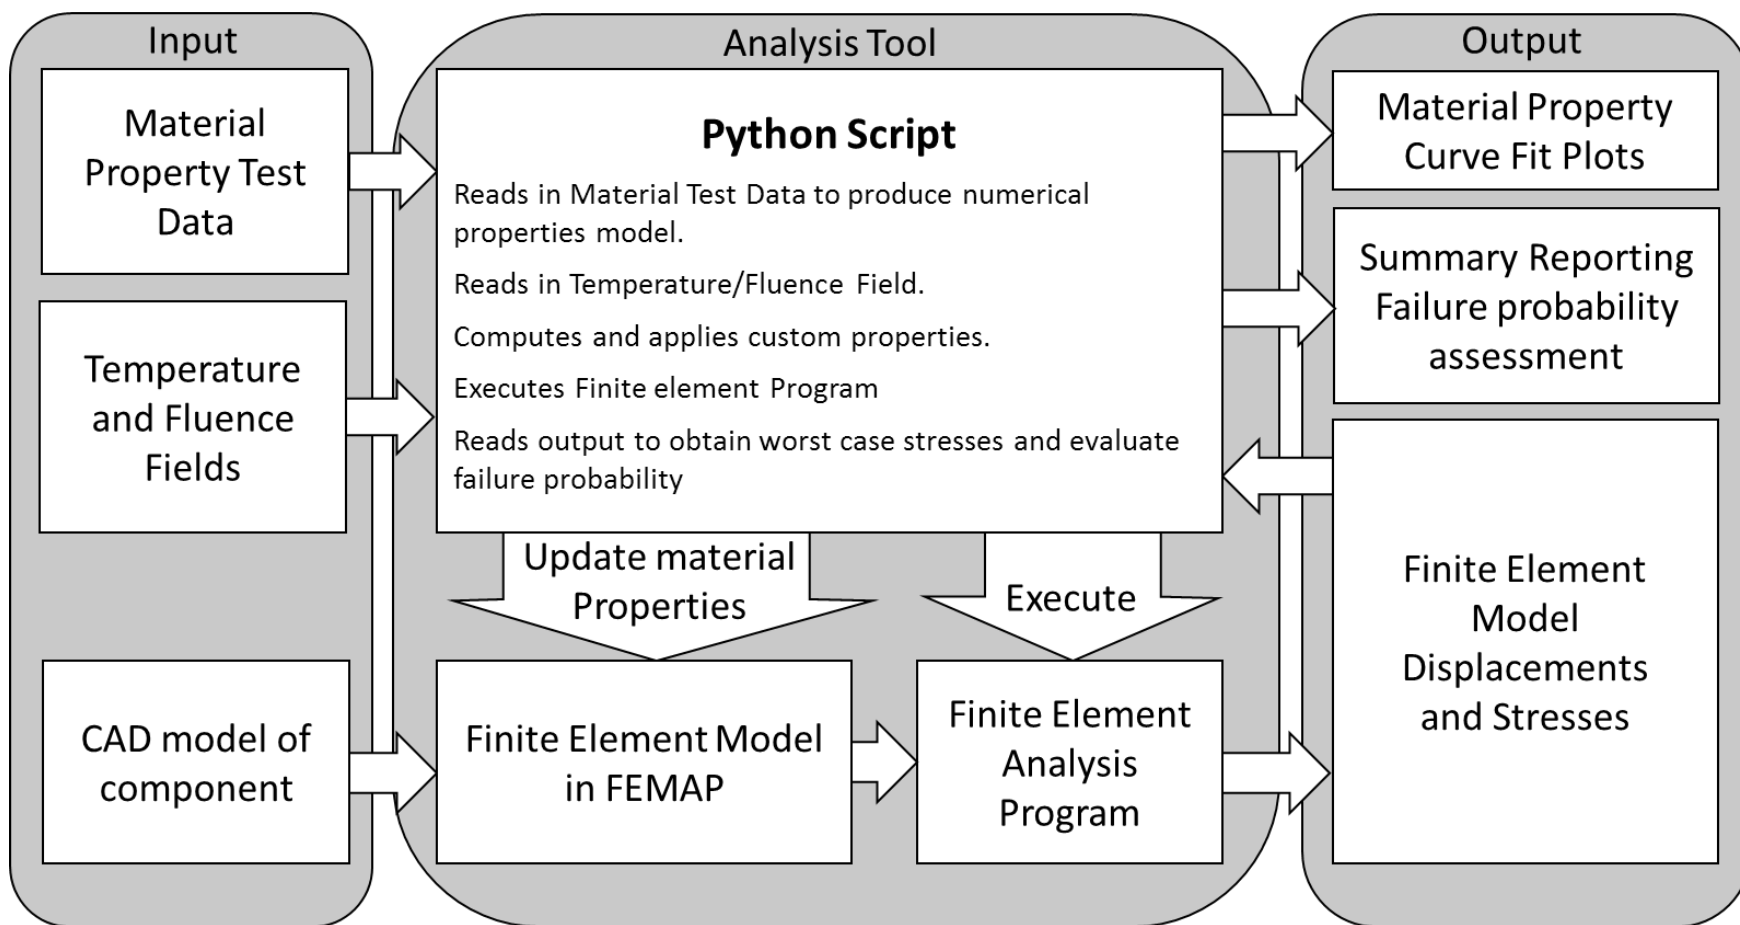 Input
Material
Property Test
Data
Temperature
and Fluence
Fields
CAD model of
component
Analysis Tool
Python Script
Reads in Material Test Data to produce numerical
properties model.
Reads in Temperature/Fluence Field.
Computes and applies custom properties.
Executes Finite element Program
Reads output to obtain worst case stresses and evaluate
failure probability
Update material
Properties
Execute
Finite Element Model
in FEMAP
Finite Element
Analysis
Program
Output
Material Property
Curve Fit Plots
Summary Reporting
Failure probability
assessment
Finite Element
Model
Displacements
and Stresses